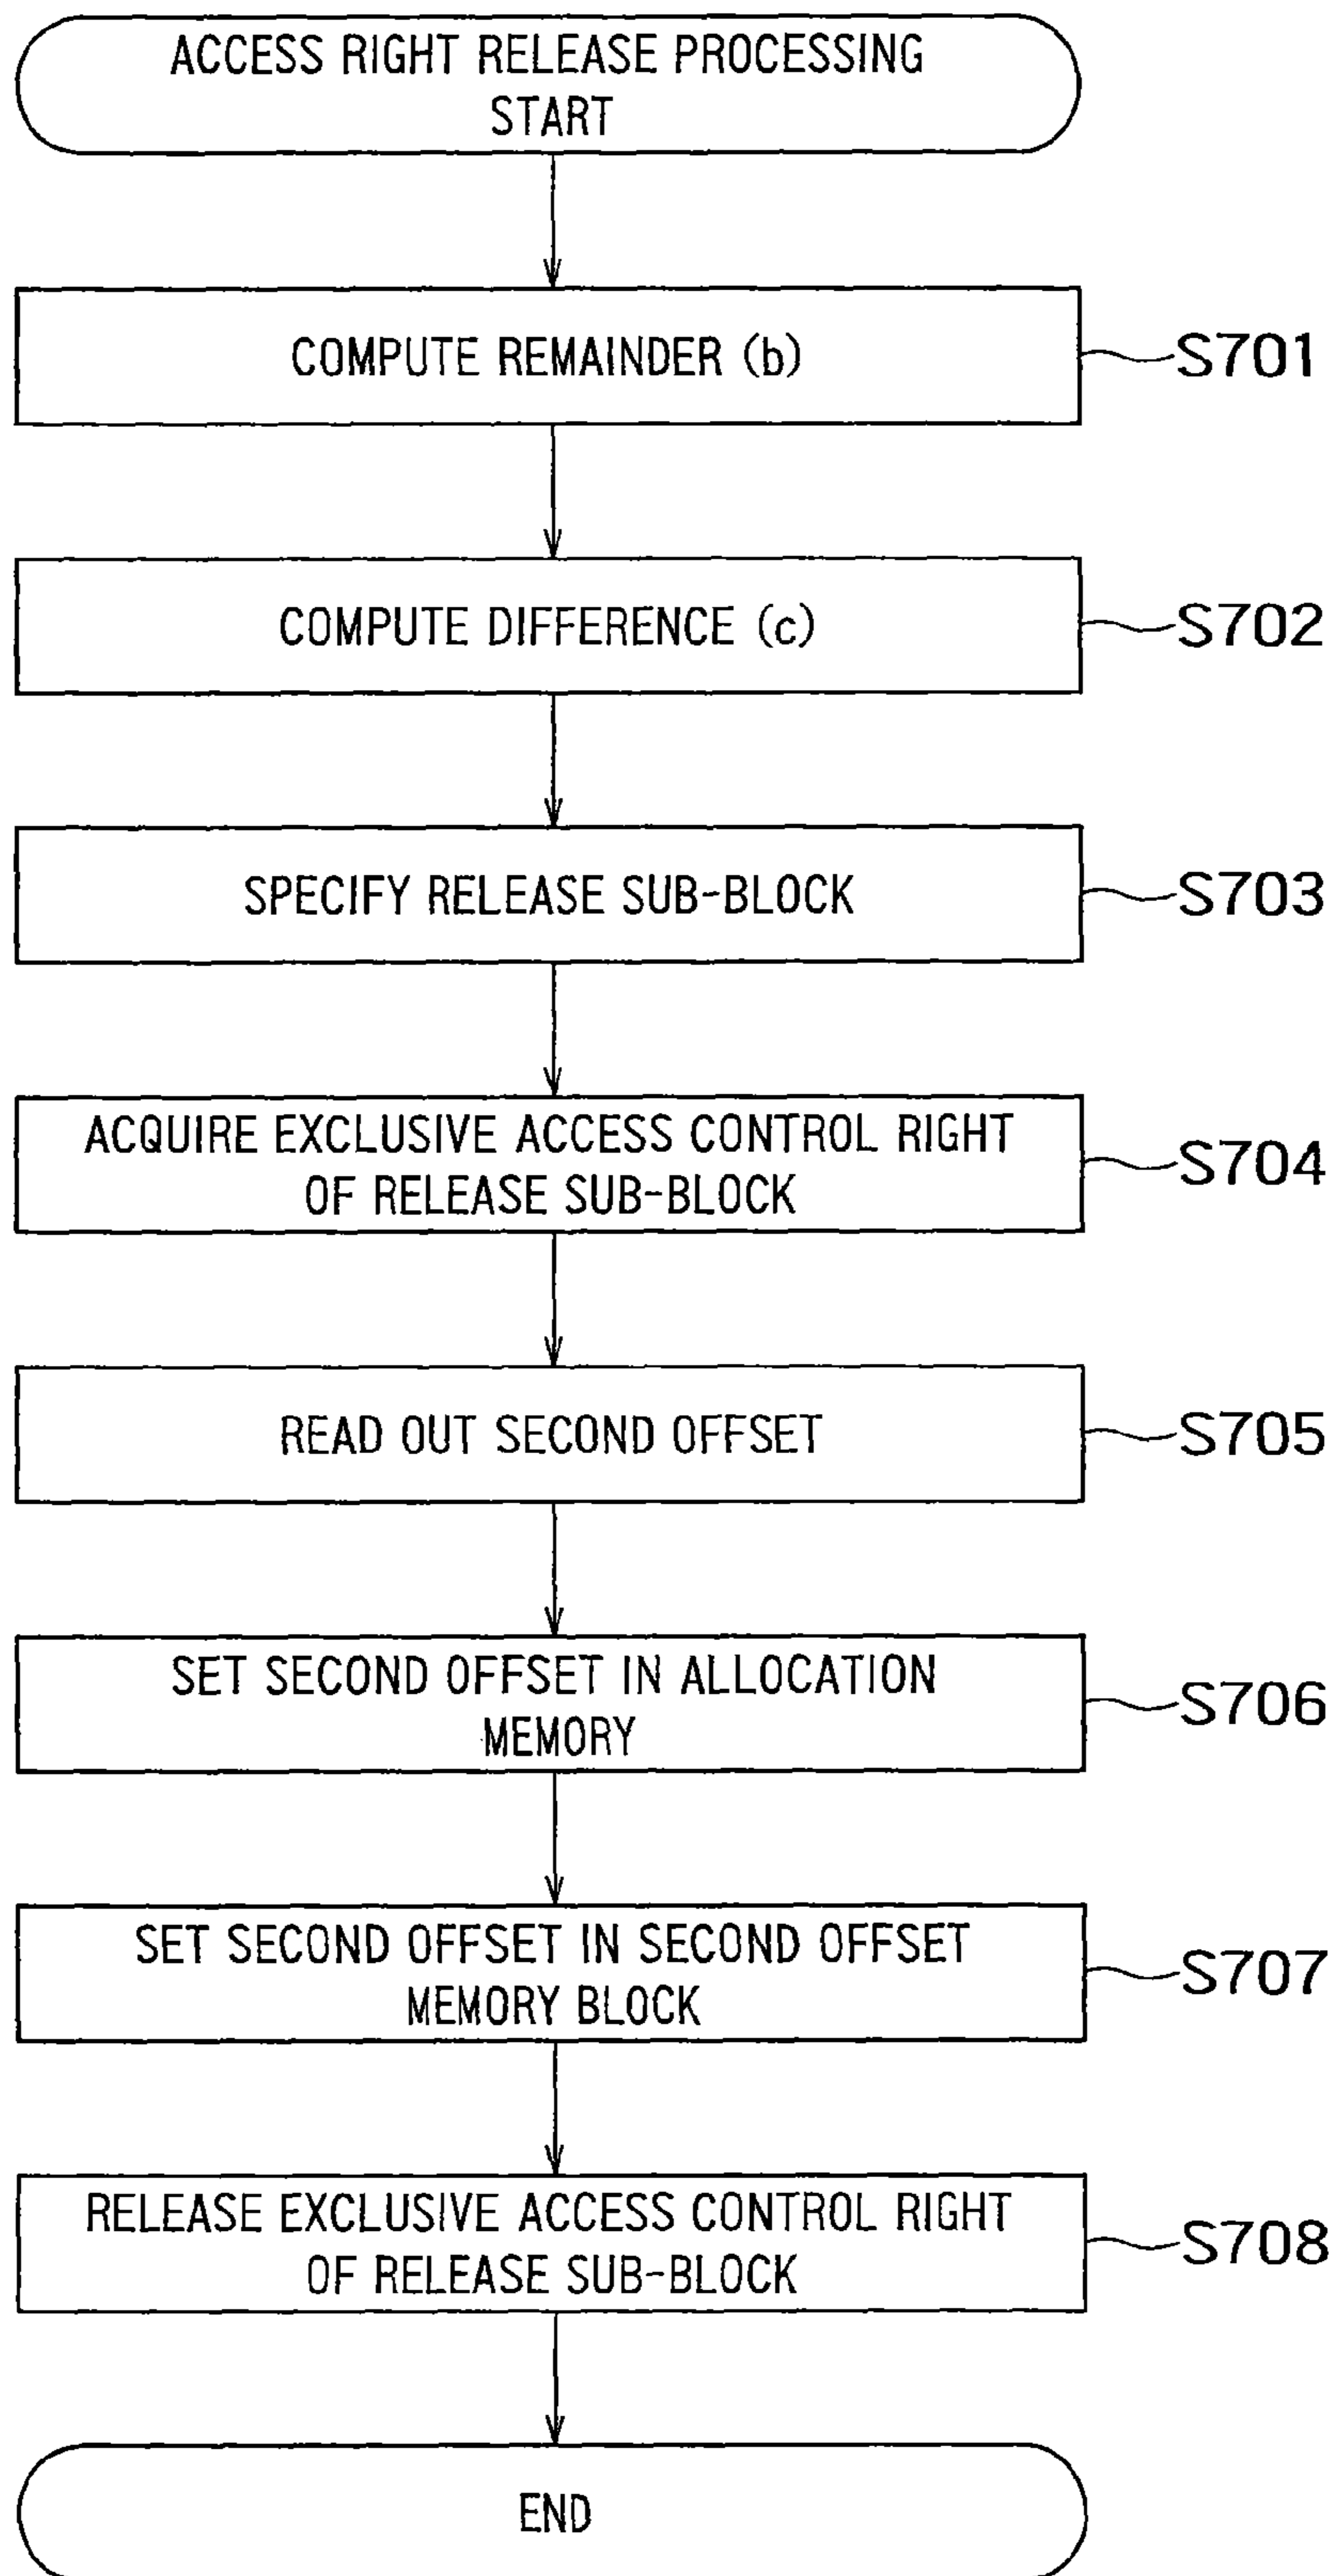 ACCESS RIGHT RELEASE PROCESSING
START
COMPUTE REMAINDER (b)
S701
COMPUTE DIFFERENCE (c)
S702
SPECIFY RELEASE SUB-BLOCK
S703
ACQUIRE EXCLUSIVE ACCESS CONTROL RIGHT
OF RELEASE SUB-BLOCK
S704
READ OUT SECOND OFFSET
S705
SET SECOND OFFSET IN ALLOCATION
MEMORY
S706
SET SECOND OFFSET IN SECOND OFFSET
MEMORY BLOCK
S707
RELEASE EXCLUSIVE ACCESS CONTROL RIGHT
OF RELEASE SUB-BLOCK
S708
END